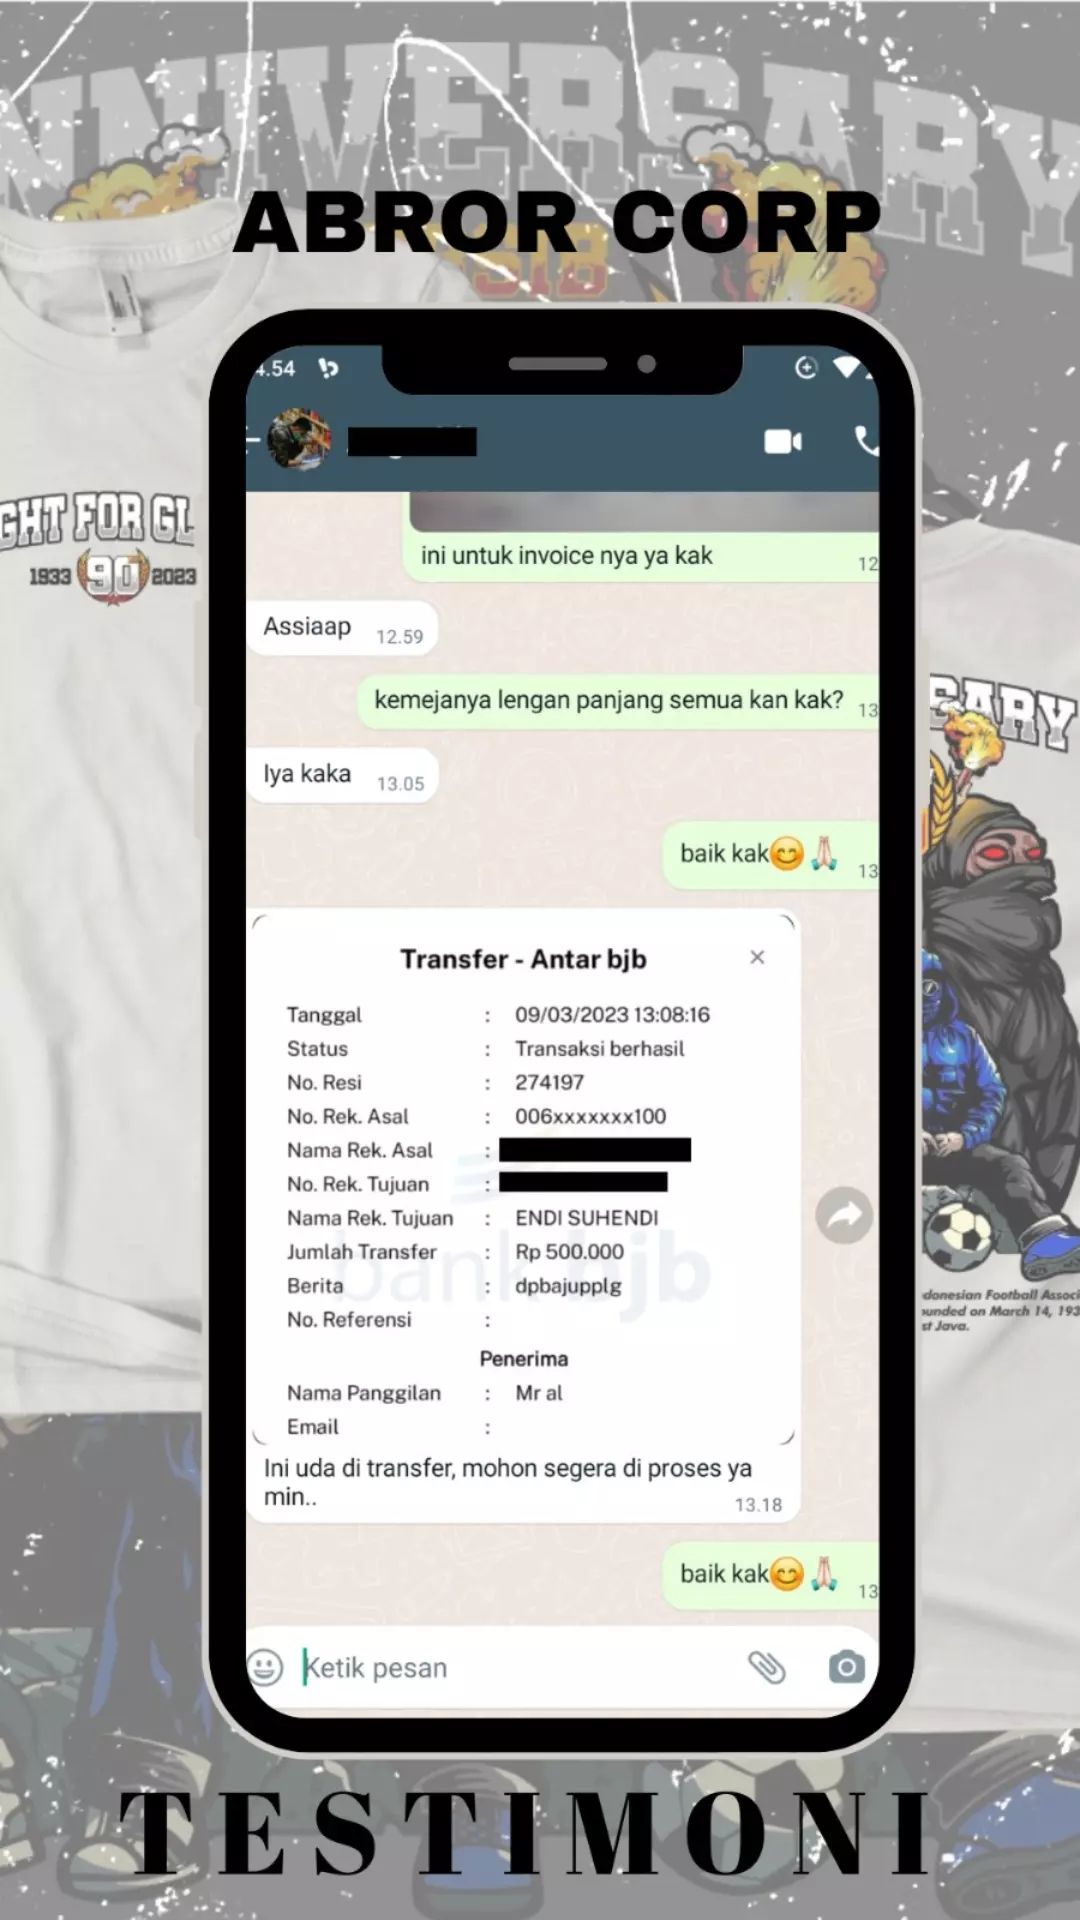 ANNIVERSARY
ABROR CORP
4.54
ini untuk invoice nya ya kak
12
Assiaap 12.59
kemejanya lengan panjang semua kan kak? 13
Iya kaka 13.05
baik kak😊🙏🏻 13
Transfer - Antar bjb ×
Tanggal : 09/03/2023 13:08:16
Status : Transaksi berhasil
No. Resi : 274197
No. Rek. Asal : 006xxxxxxx100
Nama Rek. Asal :
No. Rek. Tujuan :
Nama Rek. Tujuan : ENDI SUHENDI
Jumlah Transfer : Rp 500.000
Berita : dpbajupplg
No. Referensi :
bank bjb
Penerima
Nama Panggilan : Mr al
Email :
Ini uda di transfer, mohon segera di proses ya
min.. 13.18
baik kak😊🙏🏻 13
Ketik pesan
GHT FOR GL
1933 90 2023
SARY
donesian Football Associ
unded on March 14, 193
st Java.
TESTIMONI